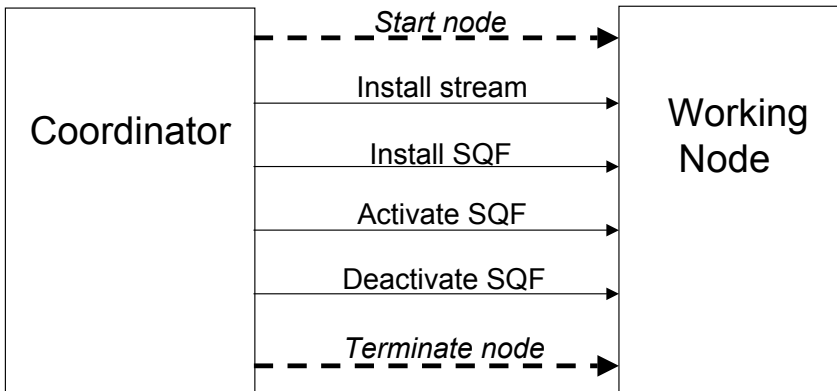 Start node
Install stream
Coordinator
Working
Node
Install SQF
Activate SQF
Deactivate SQF
Terminate node